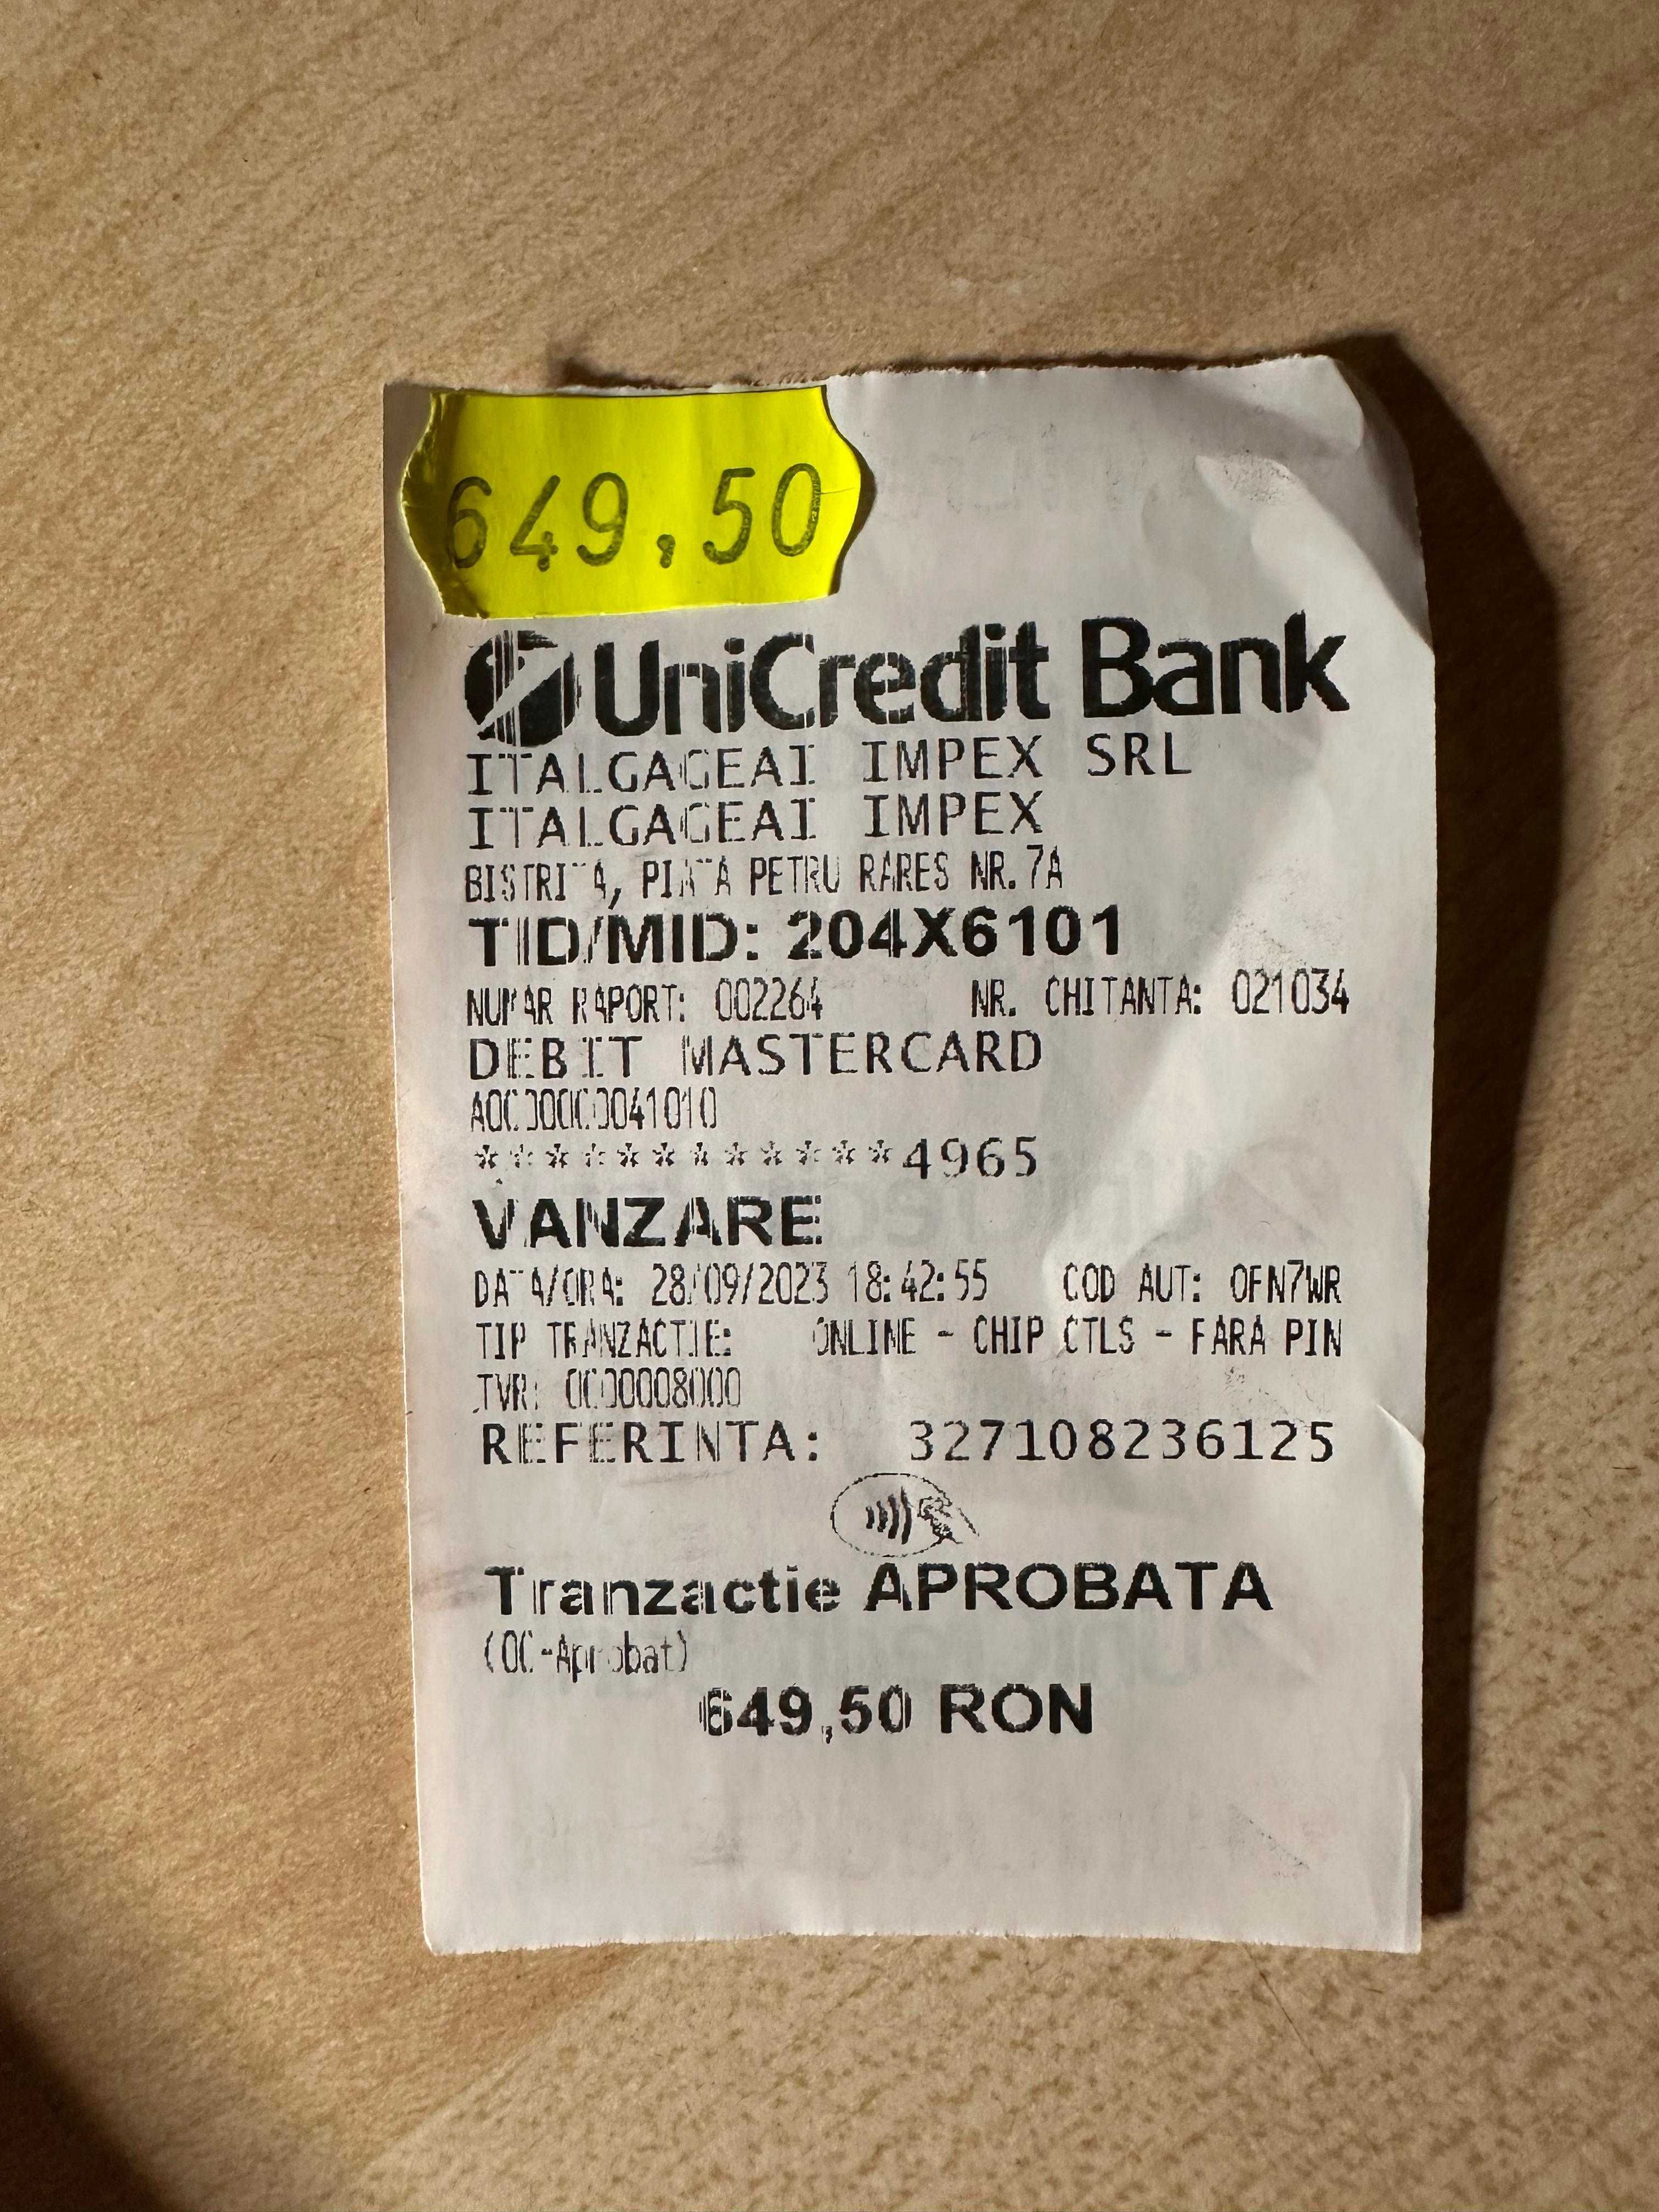 649,50
UniCredit Bank
ITALGAGEAI IMPEX SRL
ITALGAGEAI IMPEX
BISTRITA, PIATA PETRU RARES NR. 7A
TID/MID: 204X6101
NUMAR RAPORT: 002264 NR. CHITANTA: 021034
DEBIT MASTERCARD
A0000000041010
************4965
VANZARE
DATA/ORA: 28/09/2023 18:42:55 COD AUT: OFN7WR
TIP TRANZACTIE: ONLINE - CHIP CTLS - FARA PIN
TVR: 0000008000
REFERINTA: 327108236125
Tranzactie APROBATA
(00-Aprobat)
649,50 RON